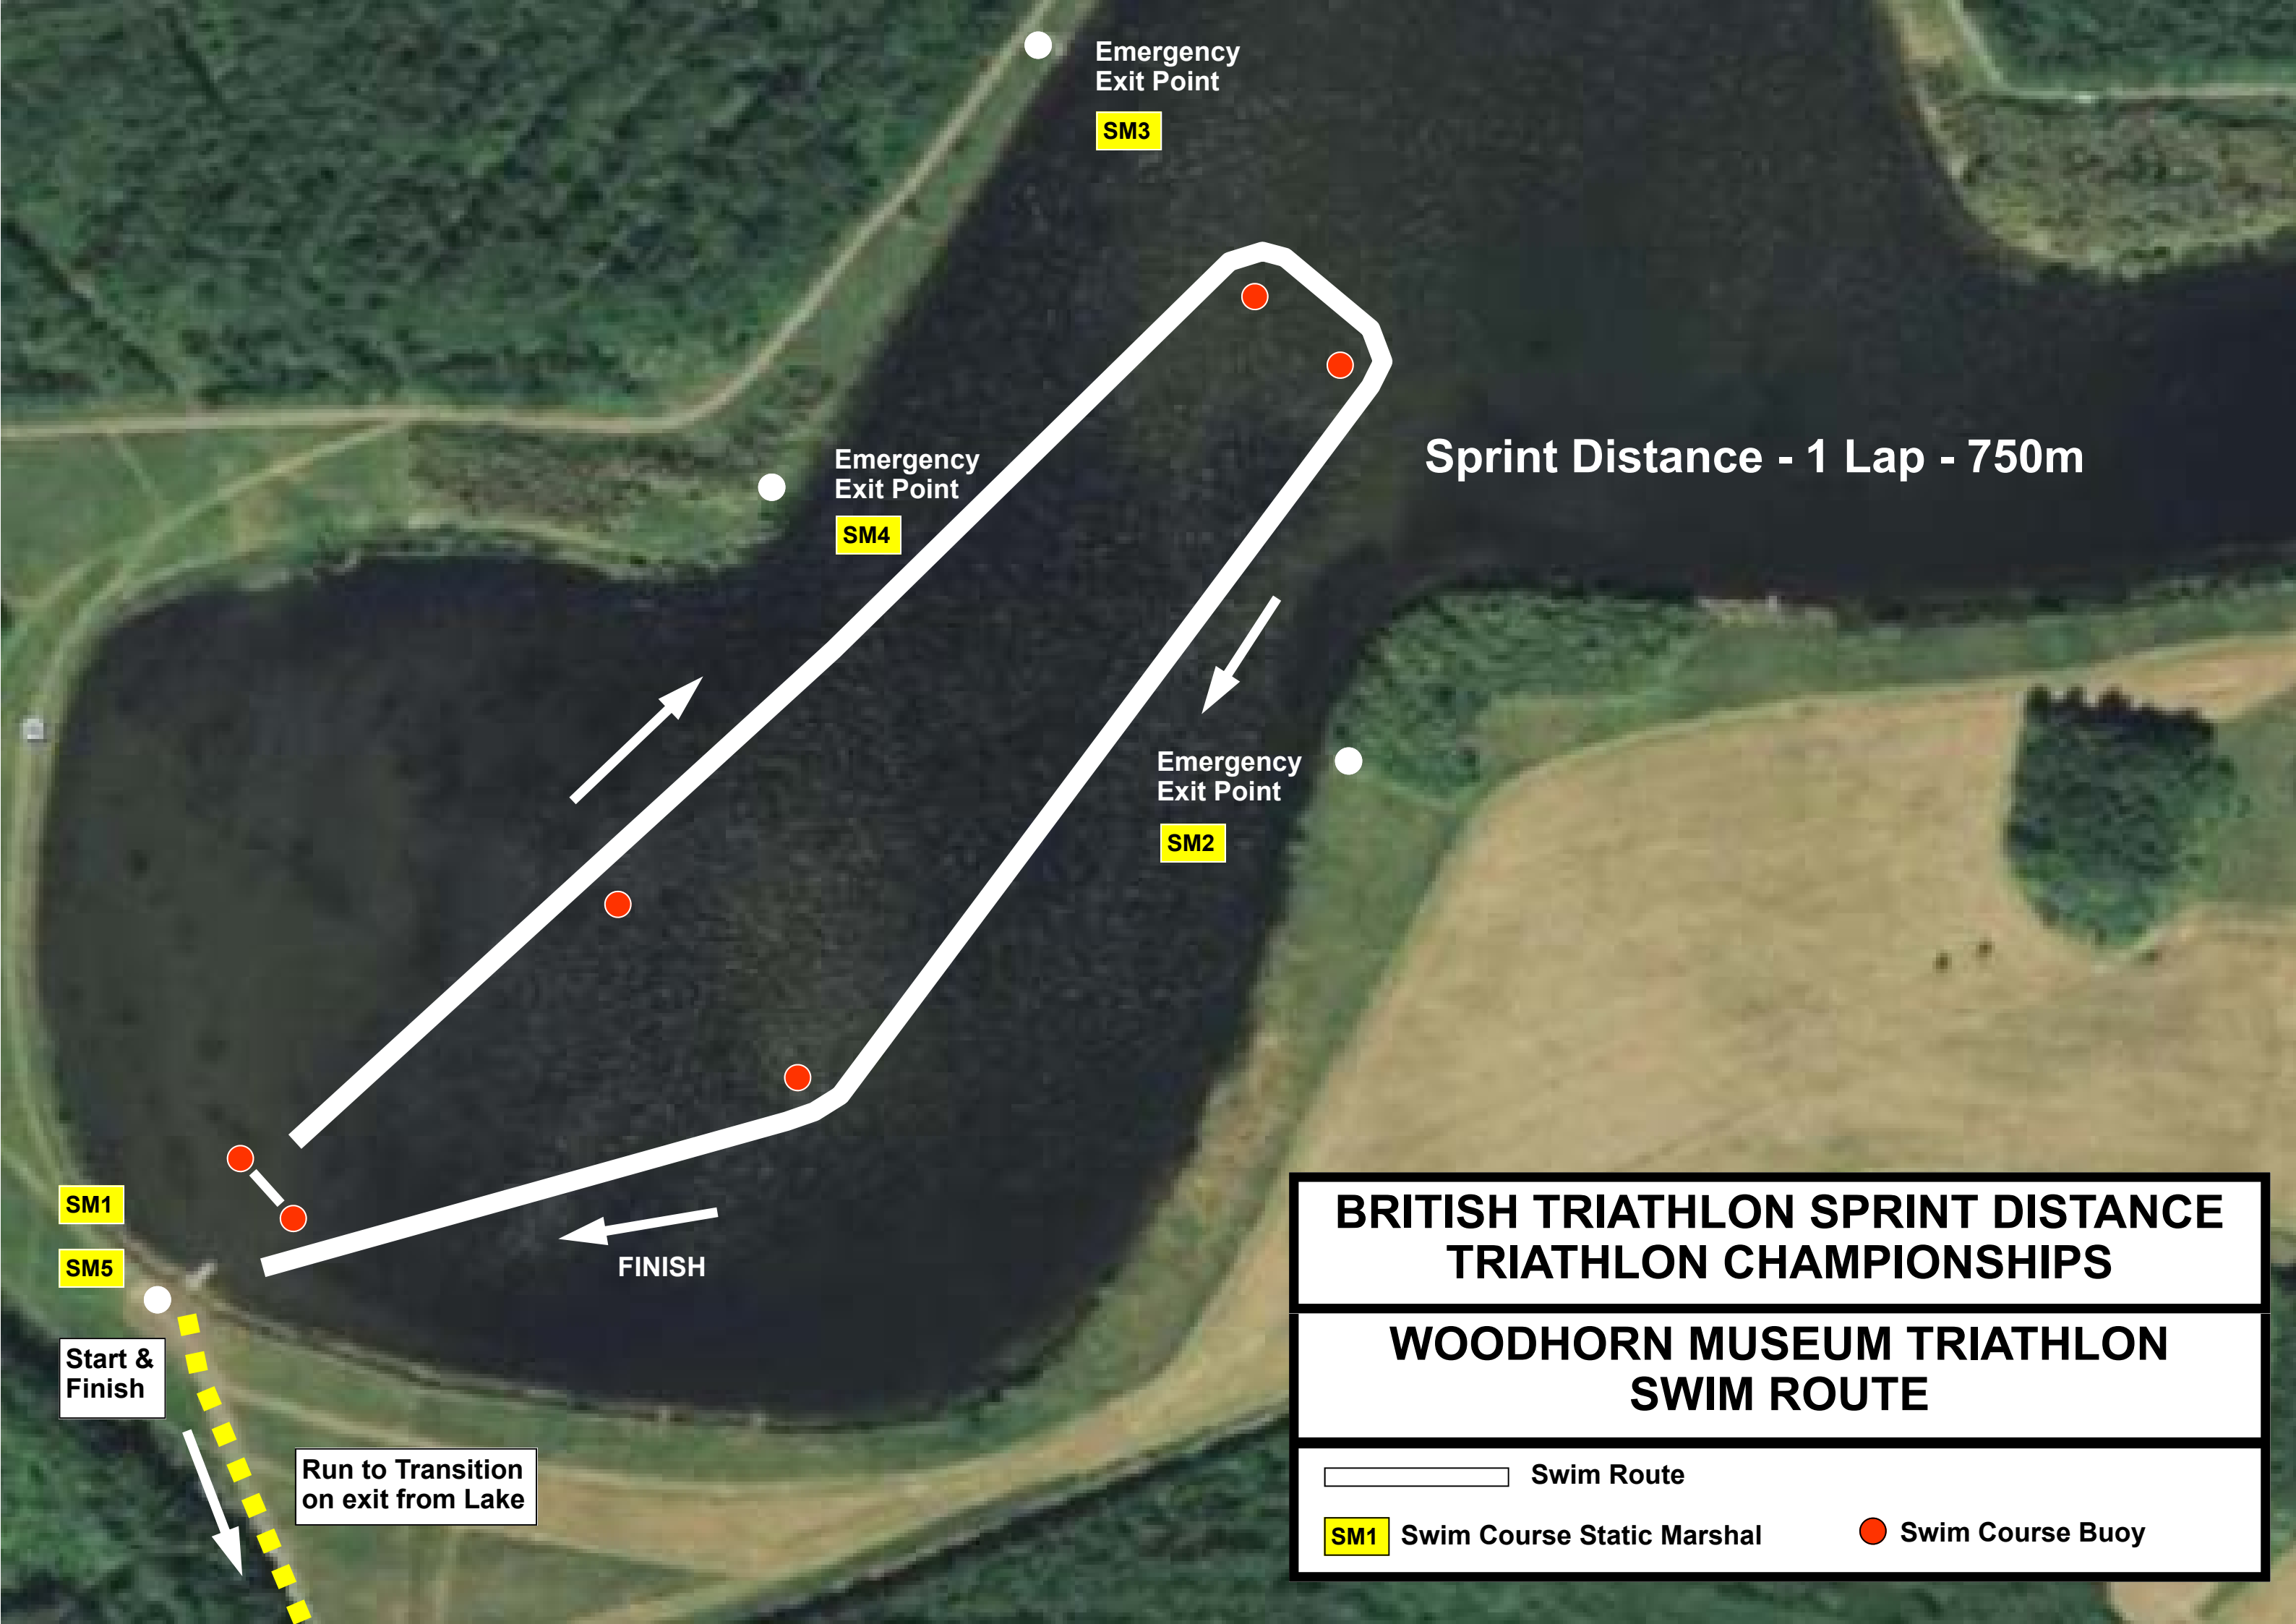 Emergency
Exit Point
SM3
Emergency
Exit Point
SM4
Sprint Distance - 1 Lap - 750m
Emergency
Exit Point
SM2
SM1
SM5
FINISH
Start &
Finish
Run to Transition
on exit from Lake
BRITISH TRIATHLON SPRINT DISTANCE
TRIATHLON CHAMPIONSHIPS
WOODHORN MUSEUM TRIATHLON
SWIM ROUTE
Swim Route
SM1 Swim Course Static Marshal
Swim Course Buoy